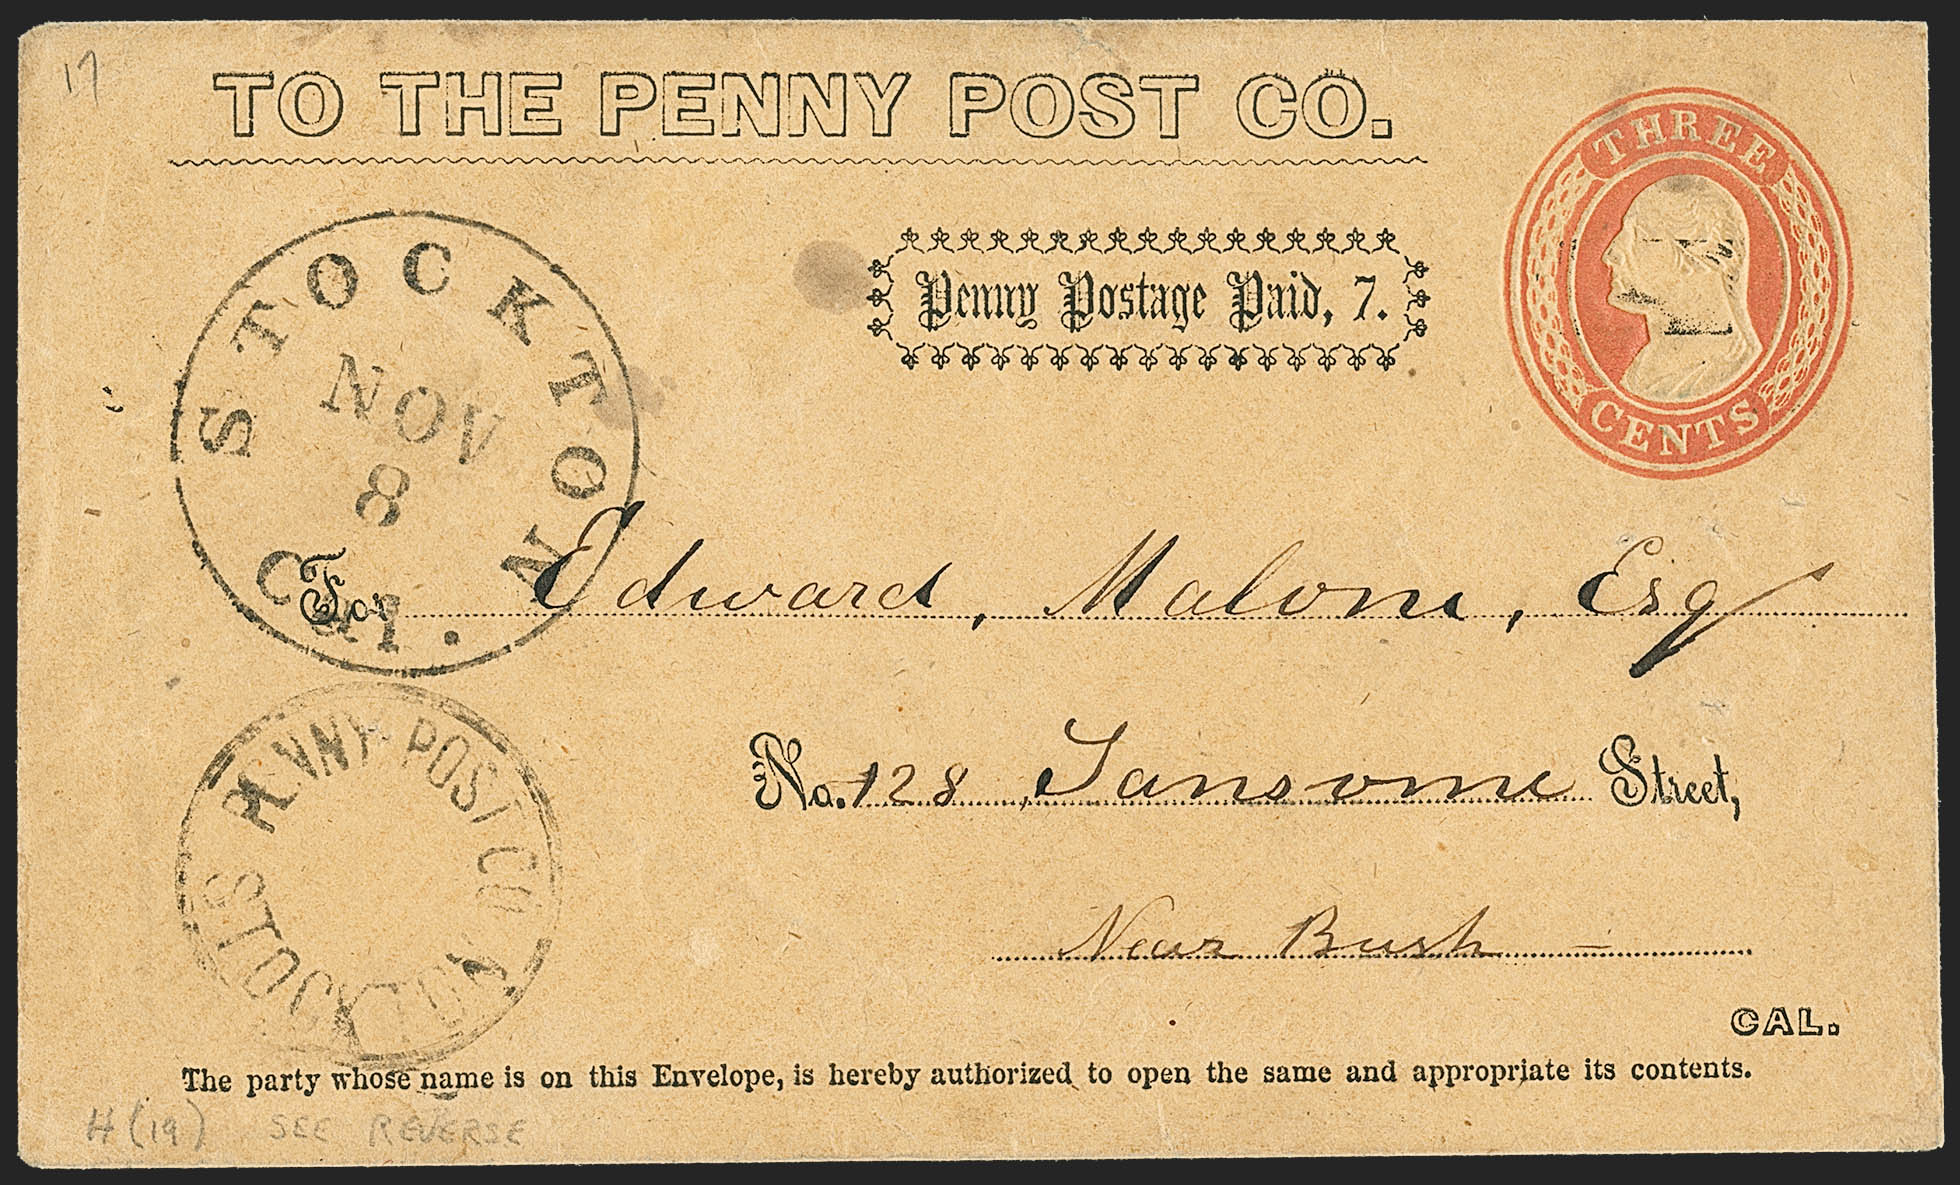 17
TO THE PENNY POST CO.
THREE
CENTS
Penny Postage Paid, 7.
STOCKTON
NOV
8
CAL.
For Edward, Malone, Esq
PENNY POST CO
STOCKTON
No. 128 Sansome Street,
Near Bush
CAL.
The party whose name is on this Envelope, is hereby authorized to open the same and appropriate its contents.
H (19) SEE REVERSE